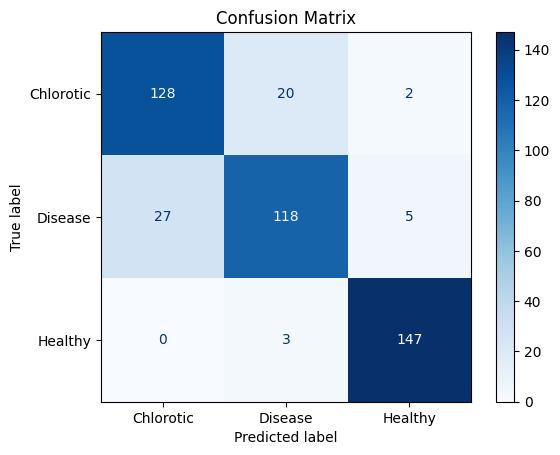 Confusion Matrix
True label
Chlorotic 128 20 2
Disease 27 118 5
Healthy 0 3 147
Chlorotic Disease Healthy
Predicted label
140
120
100
80
60
40
20
0